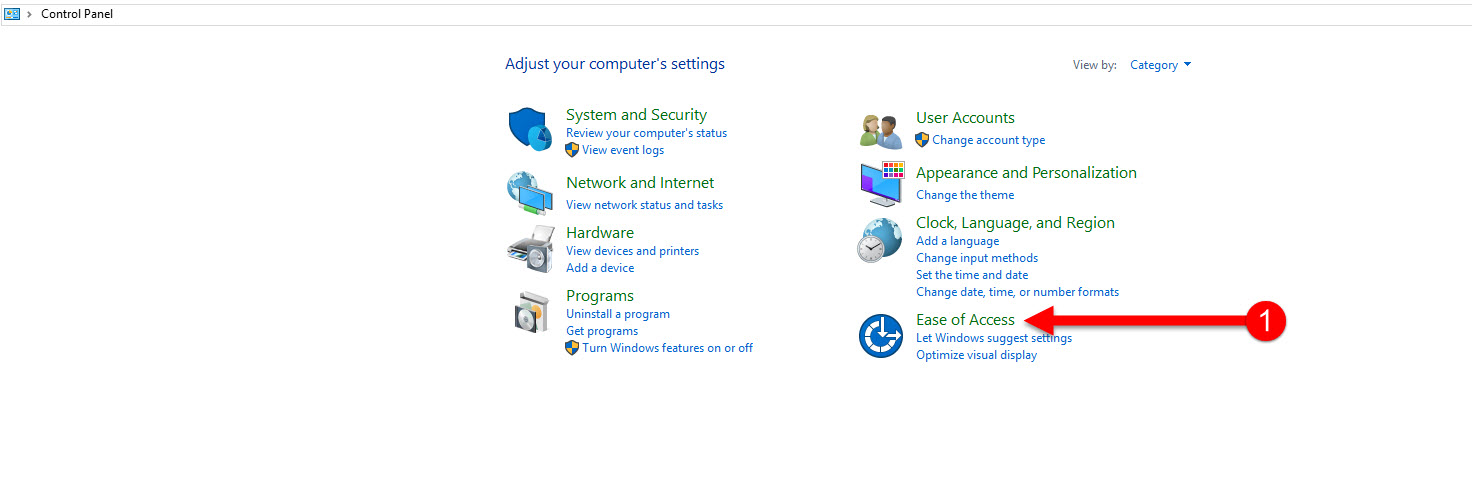 Control Panel
Adjust your computer's settings
View by: Category
System and Security
Review your computer's status
View event logs
Network and Internet
View network status and tasks
Hardware
View devices and printers
Add a device
Programs
Uninstall a program
Get programs
Turn Windows features on or off
User Accounts
Change account type
Appearance and Personalization
Change the theme
Clock, Language, and Region
Add a language
Change input methods
Set the time and date
Change date, time, or number formats
Ease of Access
1
Let Windows suggest settings
Optimize visual display